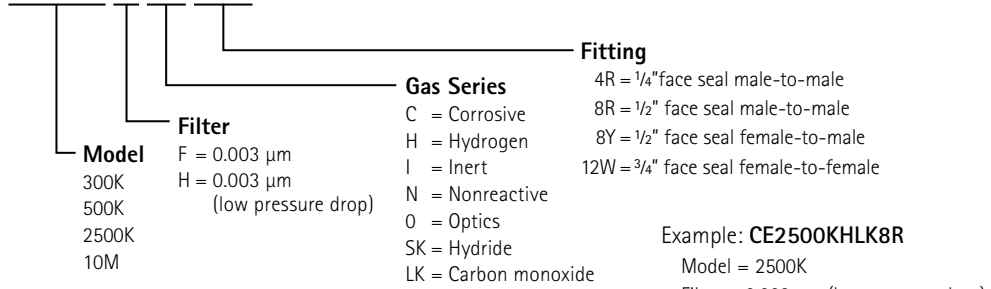 Model
300K
500K
2500K
10M
Filter
F = 0.003 µm
H = 0.003 µm
(low pressure drop)
Gas Series
C = Corrosive
H = Hydrogen
I = Inert
N = Nonreactive
O = Optics
SK = Hydride
LK = Carbon monoxide
Fitting
4R = 1/4" face seal male-to-male
8R = 1/2" face seal male-to-male
8Y = 1/2" face seal female-to-male
12W = 3/4" face seal female-to-female
Example: CE2500KHLK8R
Model = 2500K